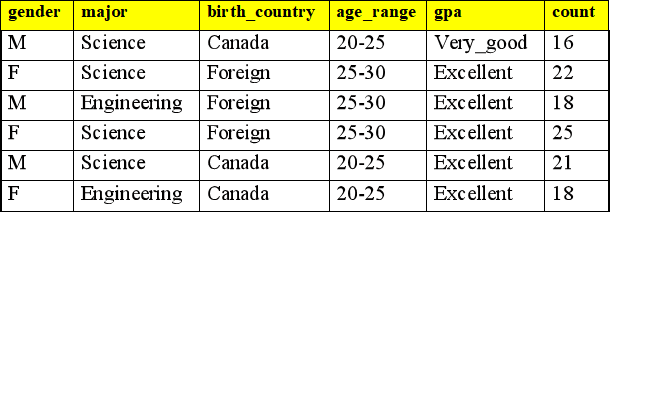 gender major birth_country age_range gpa count
M Science Canada 20-25 Very_good 16
F Science Foreign 25-30 Excellent 22
M Engineering Foreign 25-30 Excellent 18
F Science Foreign 25-30 Excellent 25
M Science Canada 20-25 Excellent 21
F Engineering Canada 20-25 Excellent 18